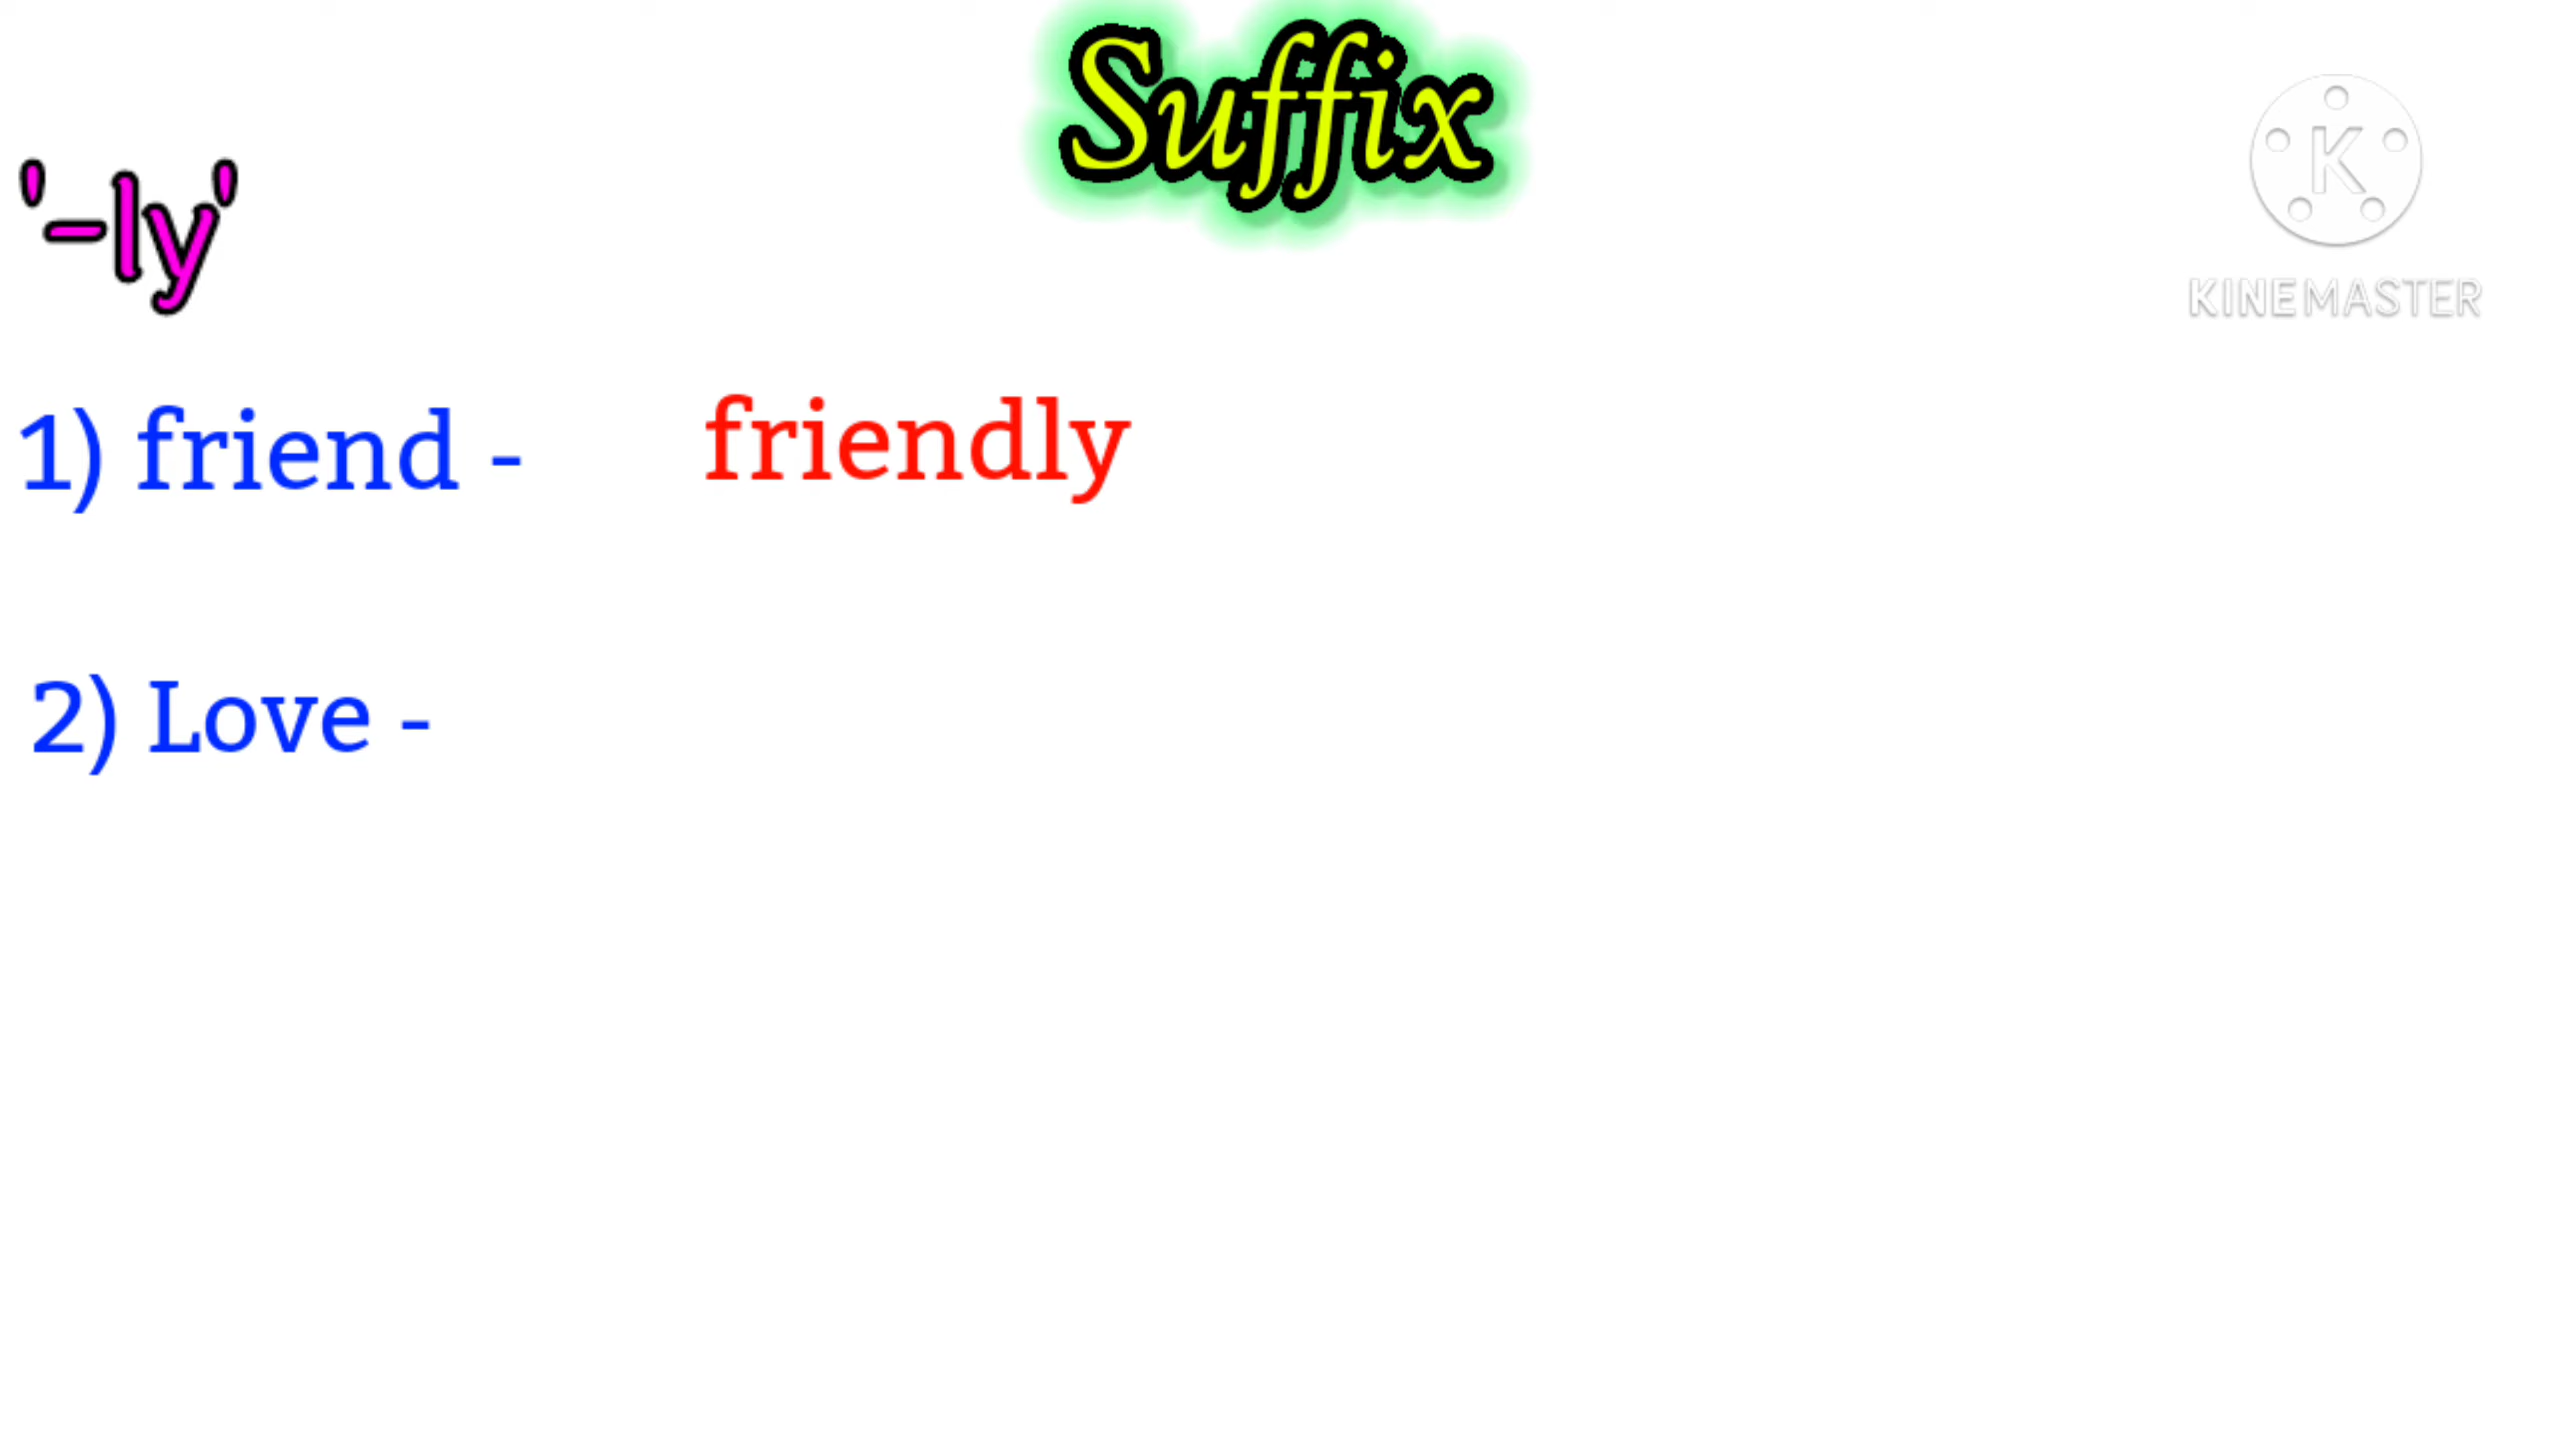 Suffix
'-ly'
K
KINEMASTER
1) friend - friendly
2) Love -